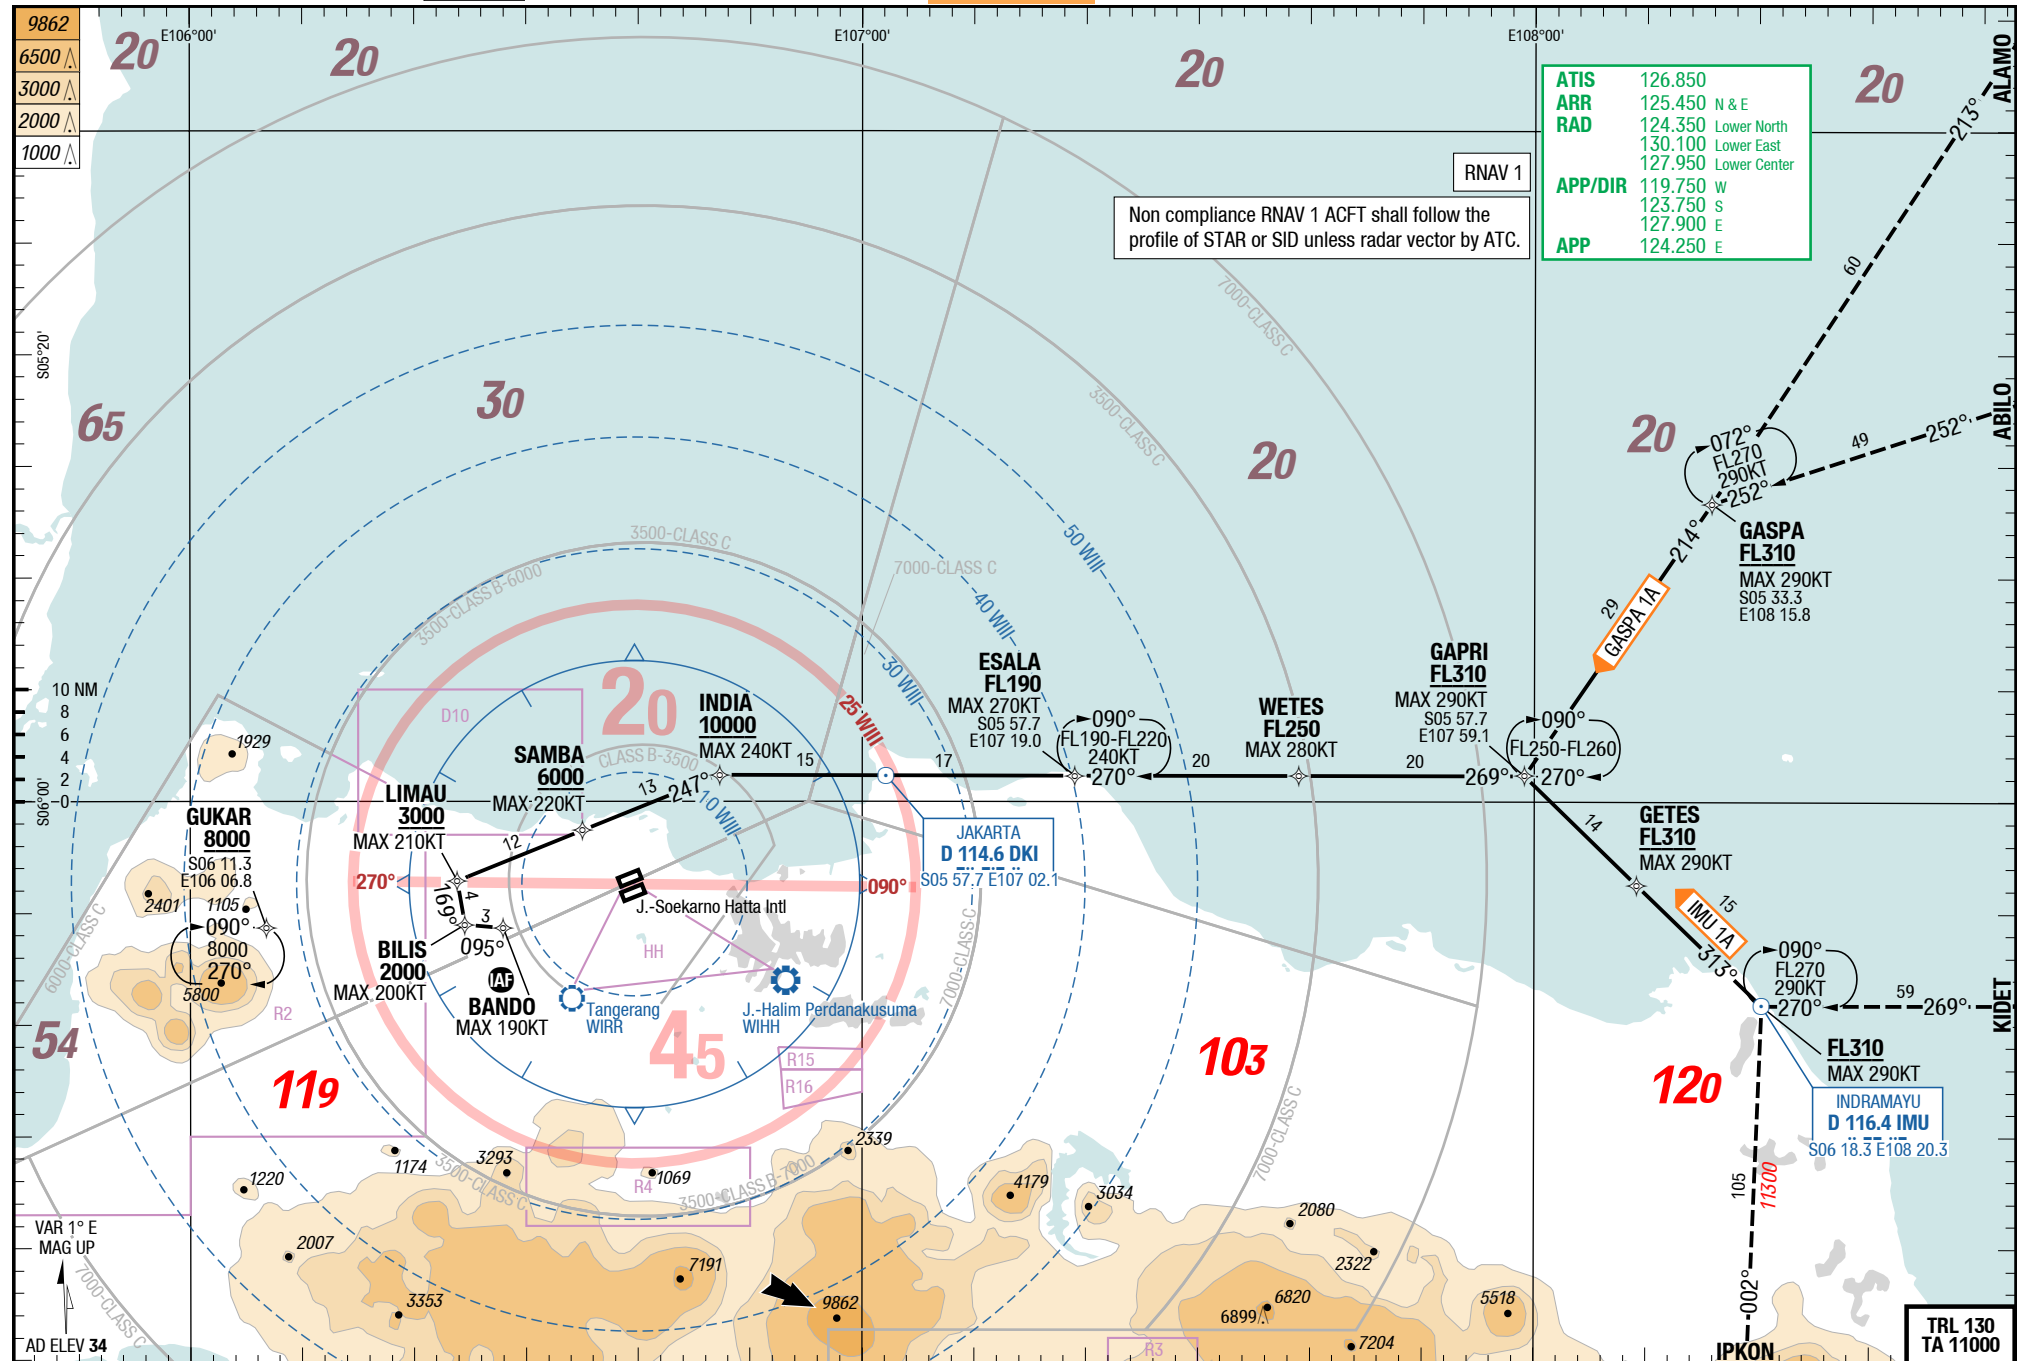 9862
6500
3000
2000
1000
E106°00'
E107°00'
E108°00'
20
20
20
20
ALAMO
213°
60
ATIS 126.850
ARR 125.450 N & E
RAD 124.350 Lower North
130.100 Lower East
127.950 Lower Center
APP/DIR 119.750 W
123.750 S
127.900 E
APP 124.250 E
RNAV 1
Non compliance RNAV 1 ACFT shall follow the
profile of STAR or SID unless radar vector by ATC.
7000-CLASS C
3500-CLASS C
S05°20'
65
30
20
20
ABILO
252°
49
072°
FL270
290KT
252°
GASPA
FL310
MAX 290KT
S05 33.3
E108 15.8
214°
29
GASPA 1A
50 WIII
40 WIII
30 WIII
25 WIII
10 WIII
3500-CLASS C
3500-CLASS B-6000
7000-CLASS C
CLASS B-3500
10 NM
8
6
4
2
0
S06°00'
D10
20
1929
INDIA
10000
MAX 240KT
15
17
ESALA
FL190
MAX 270KT
S05 57.7
E107 19.0
090°
FL190-FL220
240KT
270°
20
WETES
FL250
MAX 280KT
20
GAPRI
FL310
MAX 290KT
S05 57.7
E107 59.1
269°
090°
FL250-FL260
270°
SAMBA
6000
MAX 220KT
13
247°
12
LIMAU
3000
MAX 210KT
GUKAR
8000
S06 11.3
E106 06.8
2401
1105
090°
8000
270°
5800
6000-CLASS C
270°
090°
169°
4
3
095°
BILIS
2000
MAX 200KT
IAF
BANDO
MAX 190KT
J.-Soekarno Hatta Intl
HH
Tangerang
WIRR
J.-Halim Perdanakusuma
WIHH
JAKARTA
D 114.6 DKI
S05 57.7 E107 02.1
7000-CLASS C
14
GETES
FL310
MAX 290KT
15
IMU 1A
313°
090°
FL270
290KT
270°
59
269°
KIDET
FL310
MAX 290KT
INDRAMAYU
D 116.4 IMU
S06 18.3 E108 20.3
R2
54
119
45
R15
R16
103
120
105
11300
002°
IPKON
7000-CLASS C
1220
1174
3293
3500-CLASS C
R4
1069
3500-CLASS B-7000
2339
4179
3034
2080
2322
2007
3353
7191
9862
6820
6899
5518
7204
R3
VAR 1° E
MAG UP
7000-CLASS C
AD ELEV 34
TRL 130
TA 11000